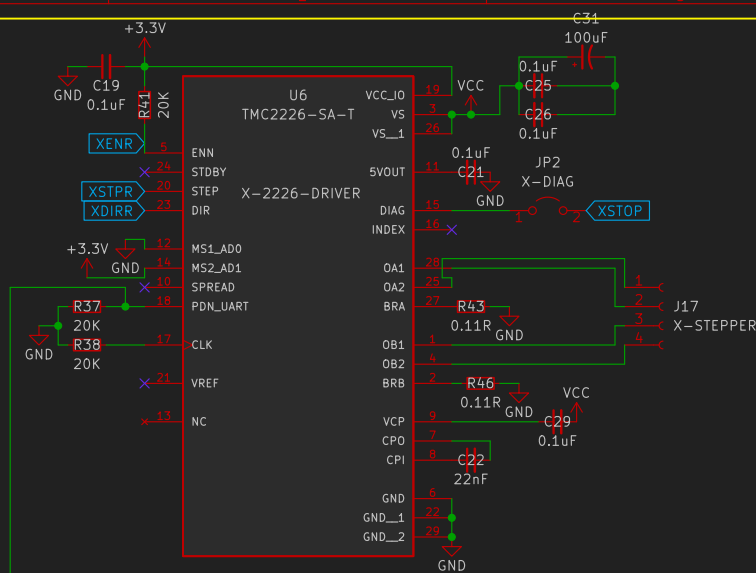 C31
100uF
+3.3V
0.1uF
C25
C26
0.1uF
GND
C19
0.1uF
R41
20K
U6
TMC2226-SA-T
X-2226-DRIVER
VCC_IO 19
VCC
VS 3
VS__1 26
XENR 5 ENN
24 STDBY
XSTPR 20 STEP
XDIRR 23 DIR
5VOUT 11
0.1uF
C21
GND
JP2
X-DIAG
DIAG 15
1 2
XSTOP
INDEX 16
+3.3V
GND
12 MS1_AD0
14 MS2_AD1
10 SPREAD
18 PDN_UART
R37
20K
GND
R38
20K
17 CLK
21 VREF
13 NC
OA1 28
OA2 25
BRA 27
R43
0.11R
GND
1
2
3
4
J17
X-STEPPER
OB1 1
OB2 4
BRB 2
R46
0.11R
GND
VCC
VCP 9
C29
0.1uF
CPO 7
CPI 8
C22
22nF
GND 6
GND__1 22
GND__2 29
GND